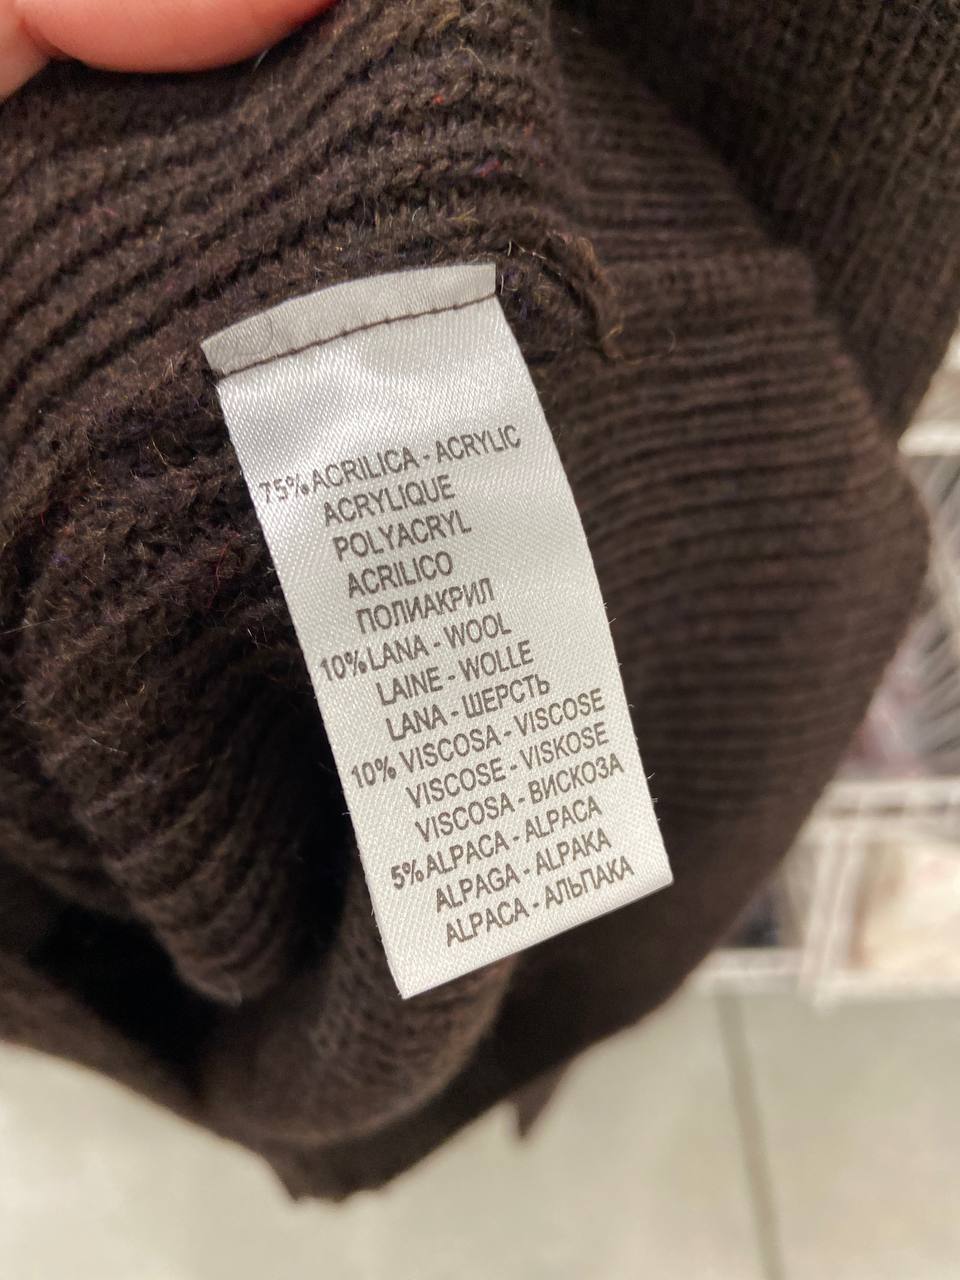 75% ACRILICA - ACRYLIC
ACRYLIQUE
POLYACRYL
ACRILICO
ПОЛИАКРИЛ
10% LANA - WOOL
LAINE - WOLLE
LANA - ШЕРСТЬ
10% VISCOSA - VISCOSE
VISCOSE - VISKOSE
VISCOSA - ВИСКОЗА
5% ALPACA - ALPACA
ALPAGA - ALPAKA
ALPACA - АЛЬПАКА